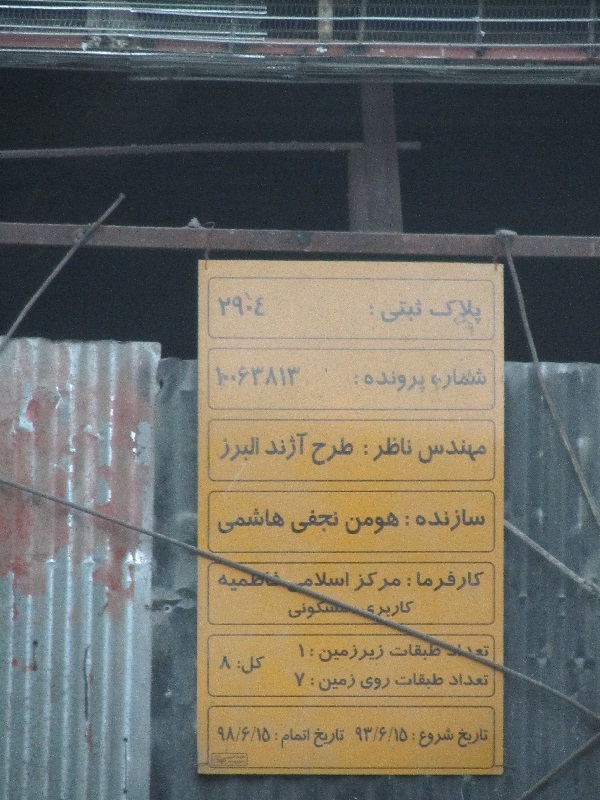 پلاک ثبتی : ۲۹۰۴
شماره پرونده : ۱۰۰۶۳۸۱۳
مهندس ناظر : طرح آژند البرز
سازنده : هومن نجفی هاشمی
کارفرما : مرکز اسلامی فاطمیه
کاربری مسکونی
تعداد طبقات زیرزمین : ۱
تعداد طبقات روی زمین : ۷
کل: ۸
تاریخ شروع : ۹۳/۶/۱۵ تاریخ اتمام : ۹۸/۶/۱۵